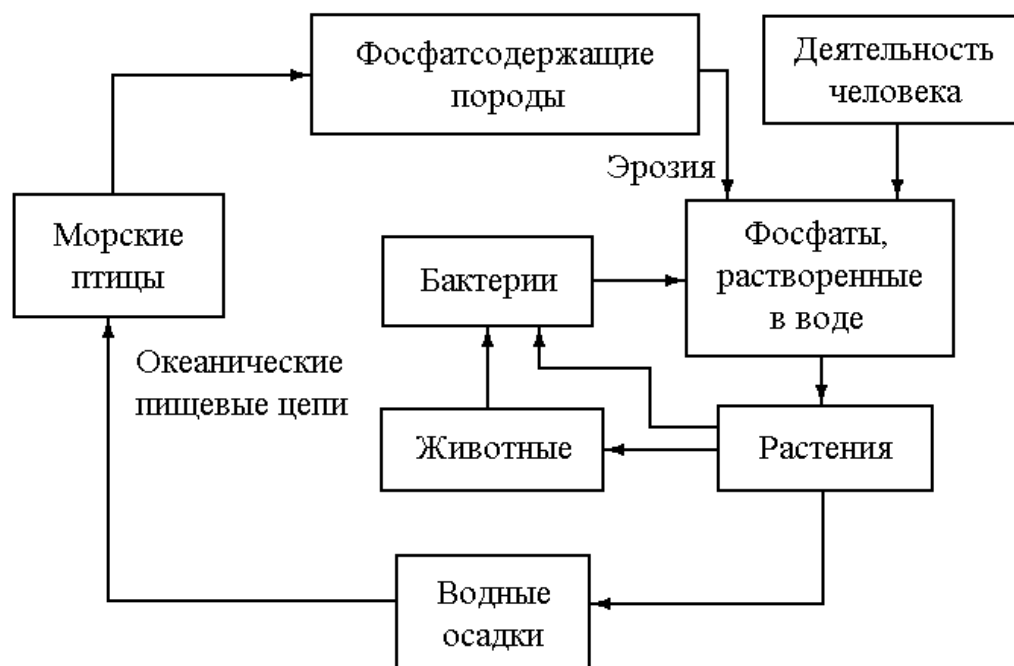 Фосфатсодержащие
породы
Деятельность
человека
Эрозия
Морские
птицы
Бактерии
Фосфаты,
растворенные
в воде
Океанические
пищевые цепи
Животные
Растения
Водные
осадки